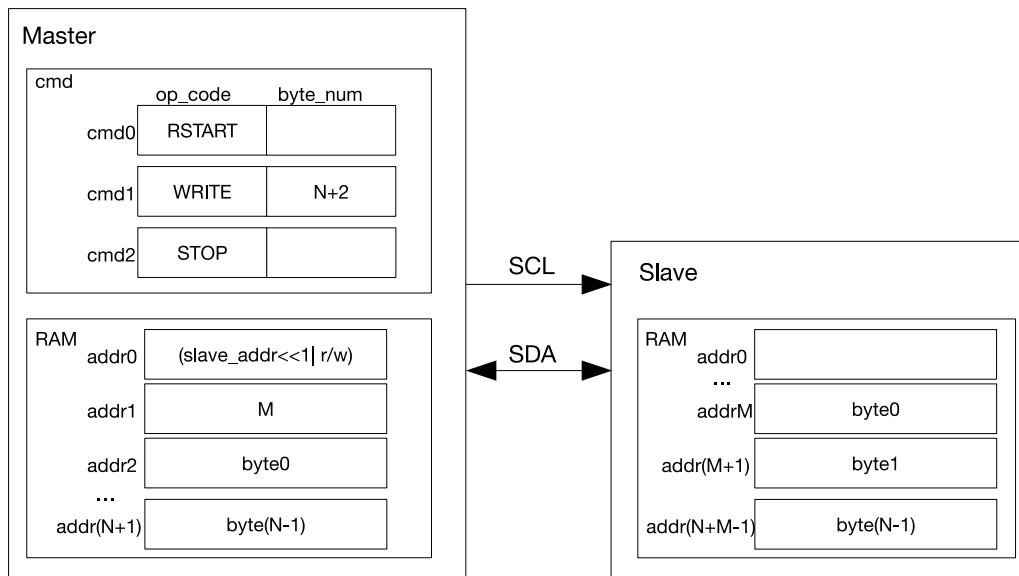 Master
cmd
op_code byte_num
cmd0 RSTART
cmd1 WRITE N+2
cmd2 STOP
RAM
addr0 (slave_addr<<1| r/w)
addr1 M
addr2 byte0
...
addr(N+1) byte(N-1)
SCL
SDA
Slave
RAM
addr0
...
addrM byte0
addr(M+1) byte1
addr(N+M-1) byte(N-1)